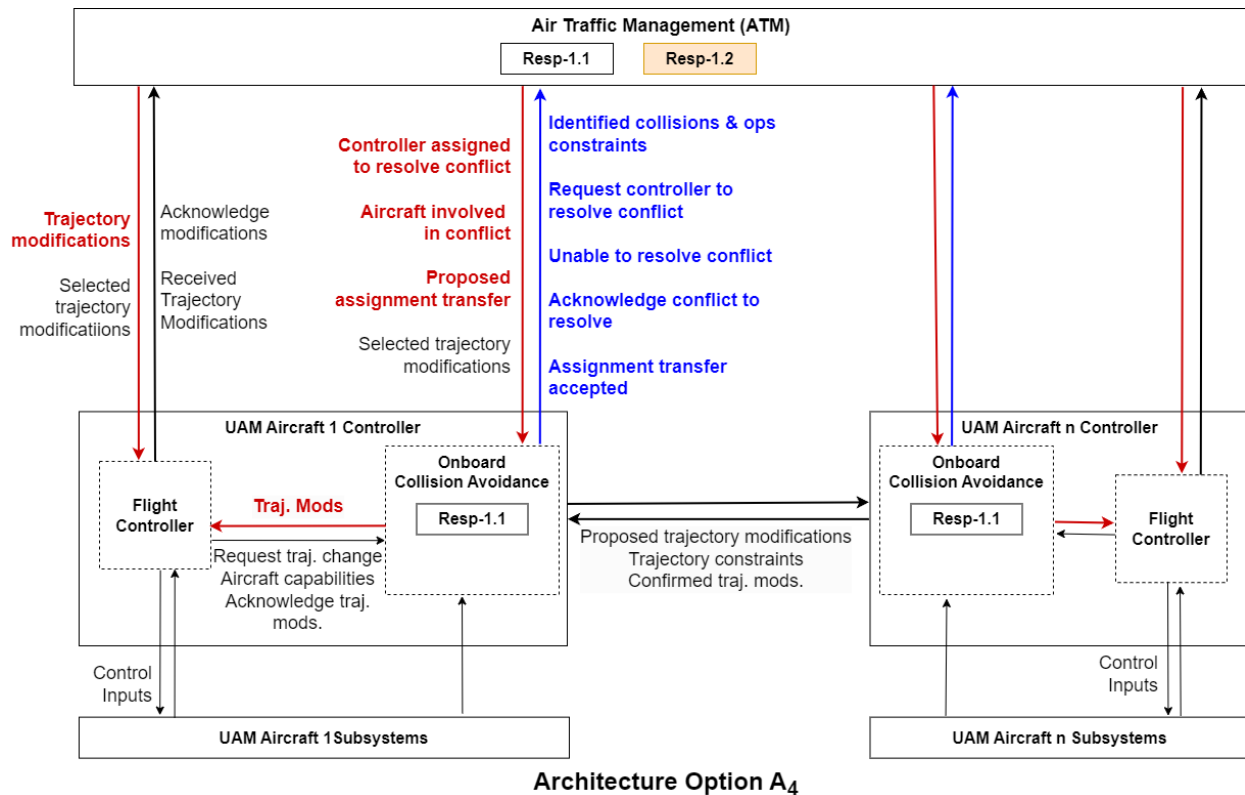 Air Traffic Management (ATM)
Resp-1.1
Resp-1.2
Trajectory
modifications
Selected
trajectory
modificatiions
Acknowledge
modifications
Received
Trajectory
Modifications
Controller assigned
to resolve conflict
Aircraft involved
in conflict
Proposed
assignment transfer
Selected trajectory
modifications
Identified collisions & ops
constraints
Request controller to
resolve conflict
Unable to resolve conflict
Acknowledge conflict to
resolve
Assignment transfer
accepted
UAM Aircraft 1 Controller
Flight
Controller
Traj. Mods
Request traj. change
Aircraft capabilities
Acknowledge traj.
mods.
Onboard
Collision Avoidance
Resp-1.1
Proposed trajectory modifications
Trajectory constraints
Confirmed traj. mods.
UAM Aircraft n Controller
Onboard
Collision Avoidance
Resp-1.1
Flight
Controller
Control
Inputs
Control
Inputs
UAM Aircraft 1Subsystems
UAM Aircraft n Subsystems
Architecture Option A4